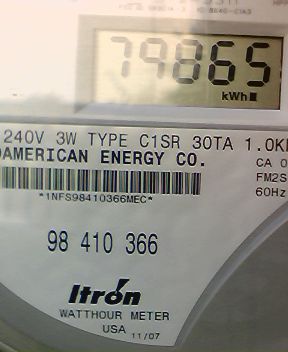 79865
kWh
240V 3W TYPE C1SR 30TA 1.0K
AMERICAN ENERGY CO.
CA 0
FM2S
*1NFS98410366MEC*
60Hz
98 410 366
Itron
WATTHOUR METER
USA 11/07